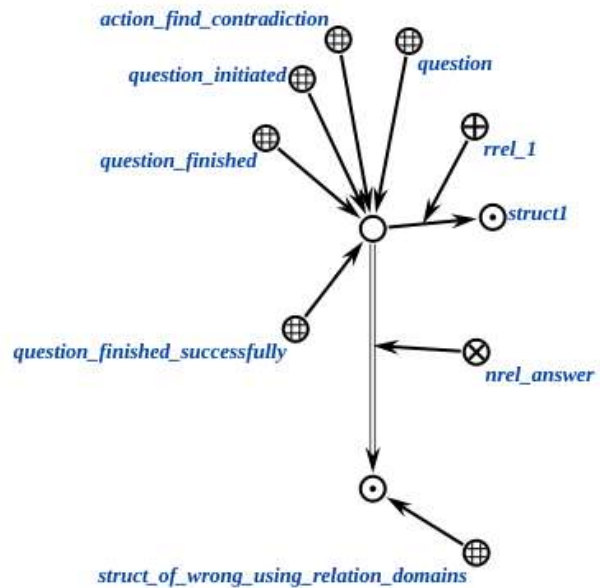 action_find_contradiction
question
question_initiated
question_finished
rrel_1
struct1
question_finished_successfully
nrel_answer
struct_of_wrong_using_relation_domains